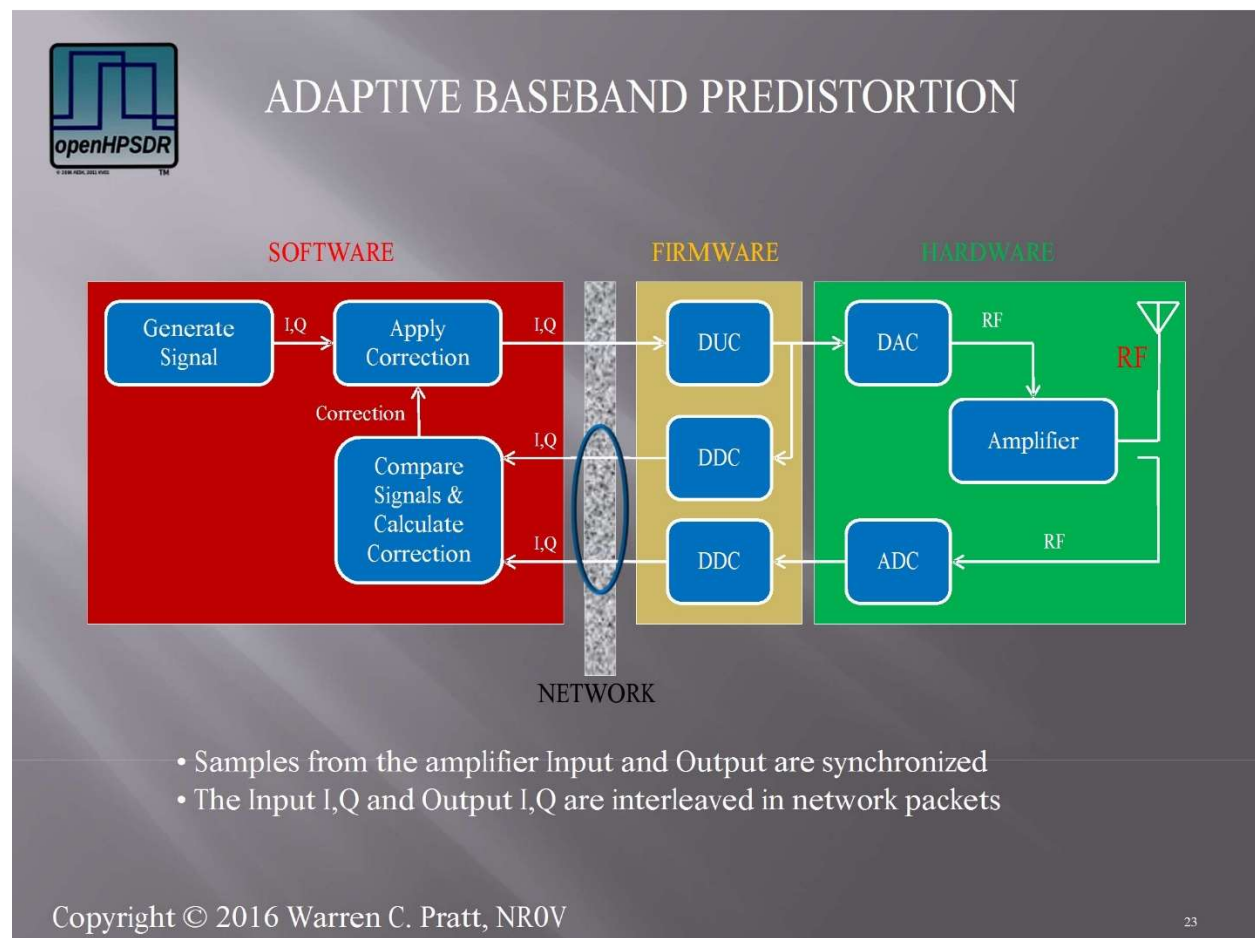 openHPSDR
TM
ADAPTIVE BASEBAND PREDISTORTION
SOFTWARE
FIRMWARE
HARDWARE
Generate
Signal
I,Q
Apply
Correction
I,Q
DUC
DAC
RF
RF
Correction
Compare
Signals &
Calculate
Correction
I,Q
DDC
Amplifier
I,Q
DDC
ADC
RF
NETWORK
• Samples from the amplifier Input and Output are synchronized
• The Input I,Q and Output I,Q are interleaved in network packets
Copyright © 2016 Warren C. Pratt, NR0V
23